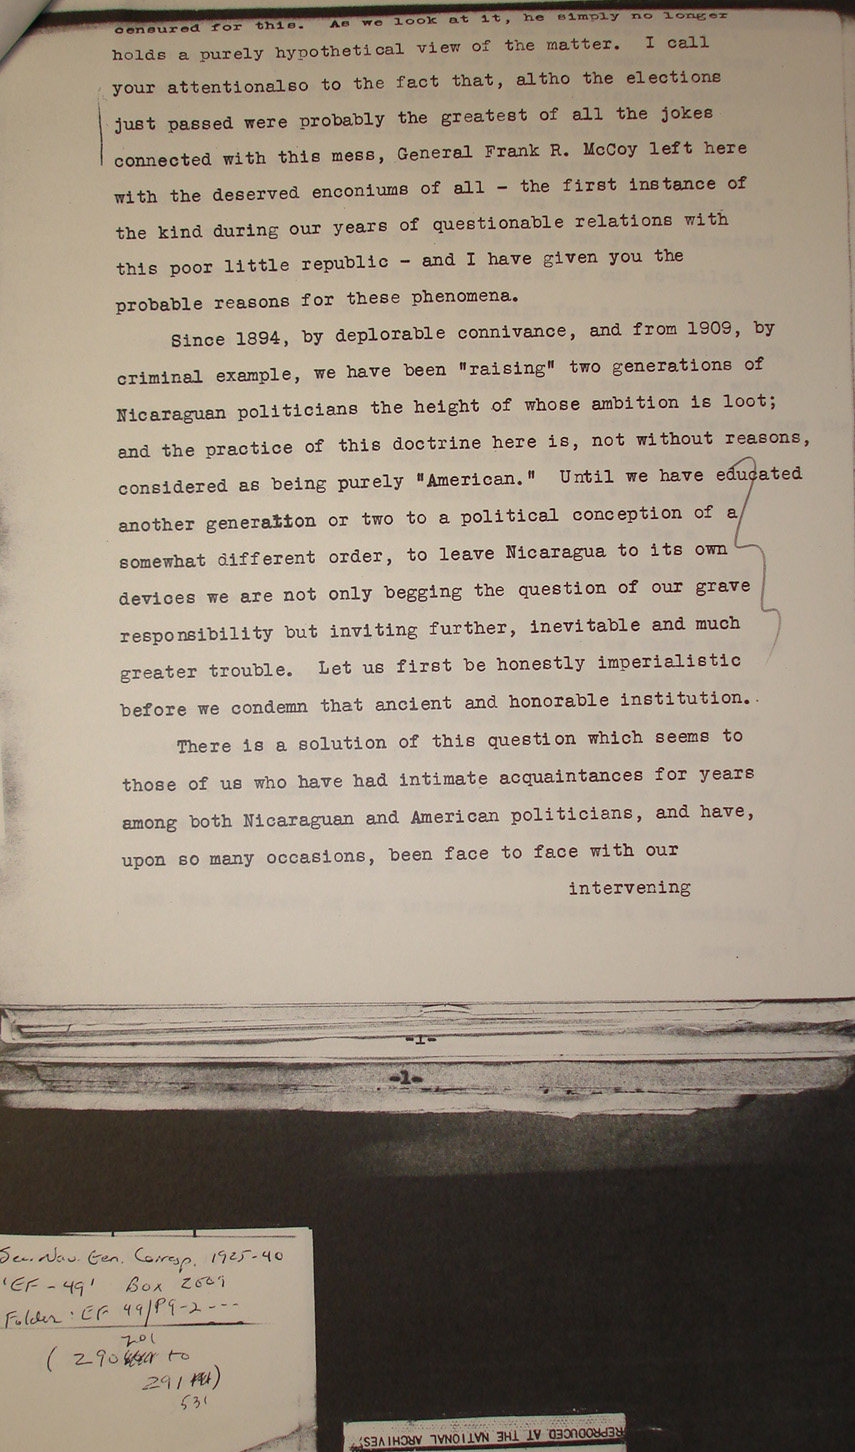 censured for this.  As we look at it, he simply no longer
holds a purely hypothetical view of the matter.  I call
your attentionalso to the fact that, altho the elections
just passed were probably the greatest of all the jokes
connected with this mess, General Frank R. McCoy left here
with the deserved enconiums of all - the first instance of
the kind during our years of questionable relations with
this poor little republic - and I have given you the
probable reasons for these phenomena.
Since 1894, by deplorable connivance, and from 1909, by
criminal example, we have been "raising" two generations of
Nicaraguan politicians the height of whose ambition is loot;
and the practice of this doctrine here is, not without reasons,
considered as being purely "American."  Until we have educated
another generation or two to a political conception of a
somewhat different order, to leave Nicaragua to its own
devices we are not only begging the question of our grave
responsibility but inviting further, inevitable and much
greater trouble.  Let us first be honestly imperialistic
before we condemn that ancient and honorable institution.
There is a solution of this question which seems to
those of us who have had intimate acquaintances for years
among both Nicaraguan and American politicians, and have,
upon so many occasions, been face to face with our
intervening
-1-
-1-
Sec. Nav. Gen. Corresp. 1925-40
'EF-49' Box 2009
Folder: EF 49/P9-2 ---
201
(290 to
291)
531
REPRODUCED AT THE NATIONAL ARCHIVES